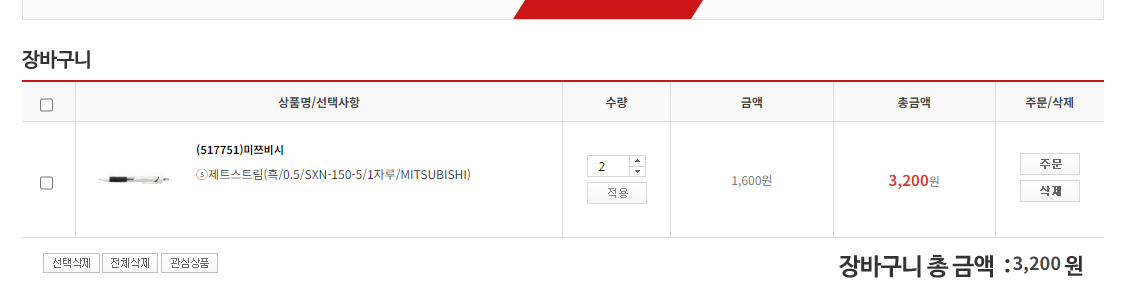 장바구니
상품명/선택사항 수량 금액 총금액 주문/삭제
(517751)미쯔비시
ⓢ제트스트림(흑/0.5/SXN-150-5/1자루/MITSUBISHI)
2
적용
1,600원
3,200원
주문
삭제
선택삭제 전체삭제 관심상품
장바구니 총 금액 : 3,200 원